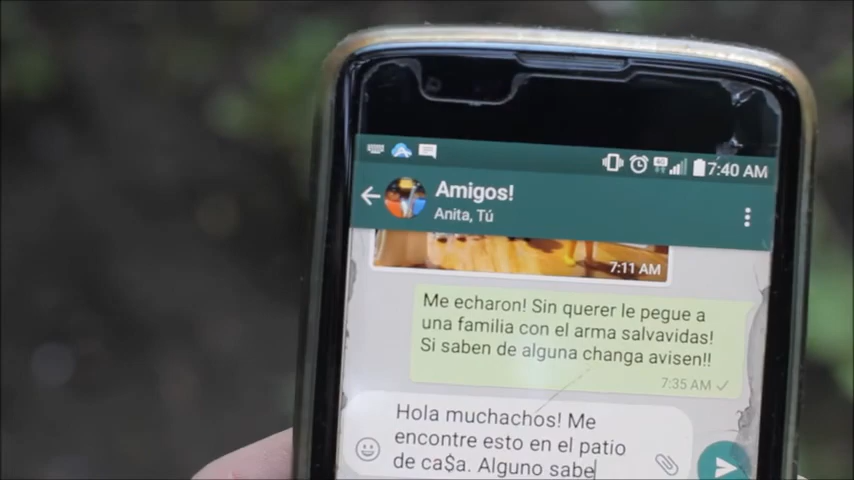 4G 7:40 AM
Amigos!
Anita, Tú
7:11 AM
Me echaron! Sin querer le pegue a
una familia con el arma salvavidas!
Si saben de alguna changa avisen!!
7:35 AM
Hola muchachos! Me
encontre esto en el patio
de ca$a. Alguno sabe